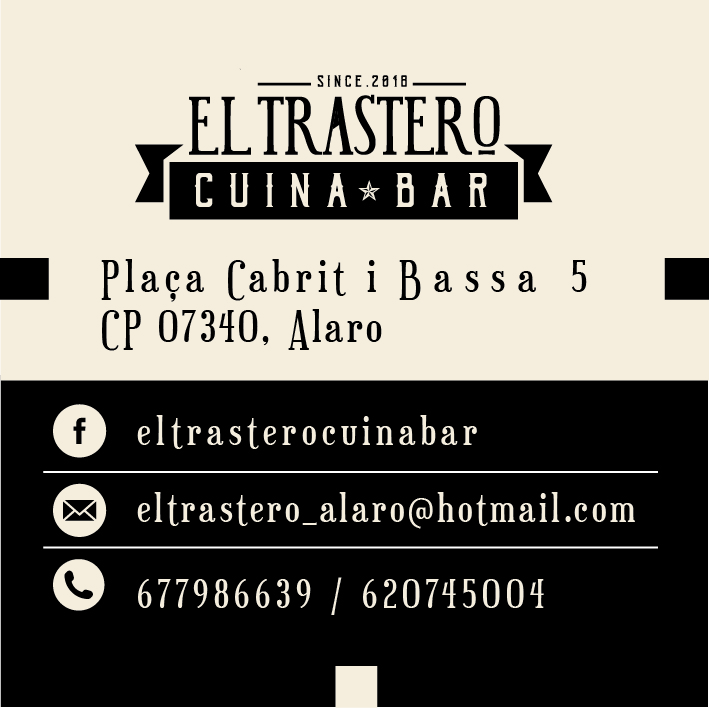 SINCE.2018
EL TRASTERO
CUINA BAR
Plaça Cabrit i Bassa 5
CP 07340, Alaro
eltrasterocuinabar
eltrastero_alaro@hotmail.com
677986639 / 620745004